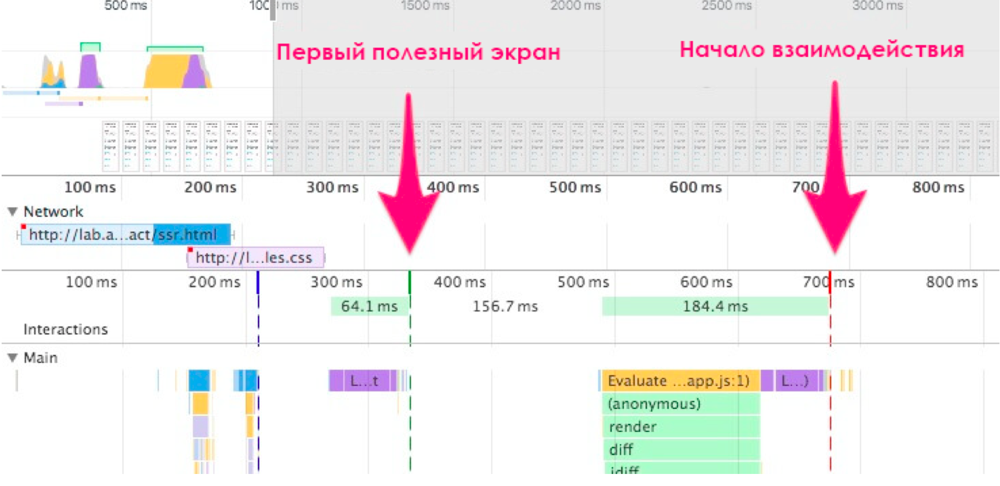 500 ms 100 ms 1500 ms 2000 ms 2500 ms 3000 ms
Первый полезный экран
Начало взаимодействия
100 ms 200 ms 300 ms 400 ms 500 ms 600 ms 700 800 ms
Network
http://lab.a...act/ssr.html
http://l...les.css
100 ms 200 ms 300 ms 400 ms 500 ms 600 ms 700 ms 800 ms
64.1 ms 156.7 ms 184.4 ms
Interactions
Main
L...t Evaluate ...app.js:1) L...)
(anonymous)
render
diff
idiff